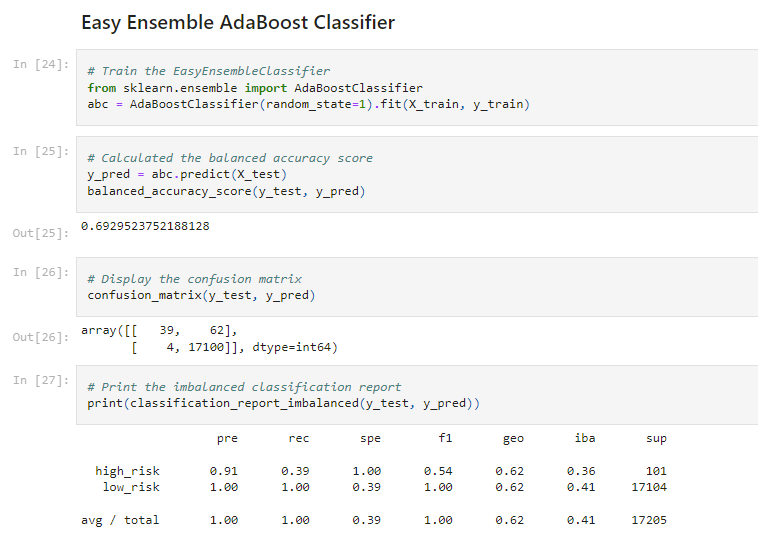 Easy Ensemble AdaBoost Classifier
In [24]:
# Train the EasyEnsembleClassifier
from sklearn.ensemble import AdaBoostClassifier
abc = AdaBoostClassifier(random_state=1).fit(X_train, y_train)
In [25]:
# Calculated the balanced accuracy score
y_pred = abc.predict(X_test)
balanced_accuracy_score(y_test, y_pred)
Out[25]:
0.6929523752188128
In [26]:
# Display the confusion matrix
confusion_matrix(y_test, y_pred)
Out[26]:
array([[   39,    62],
       [    4, 17100]], dtype=int64)
In [27]:
# Print the imbalanced classification report
print(classification_report_imbalanced(y_test, y_pred))
pre rec spe f1 geo iba sup
high_risk 0.91 0.39 1.00 0.54 0.62 0.36 101
low_risk 1.00 1.00 0.39 1.00 0.62 0.41 17104
avg / total 1.00 1.00 0.39 1.00 0.62 0.41 17205